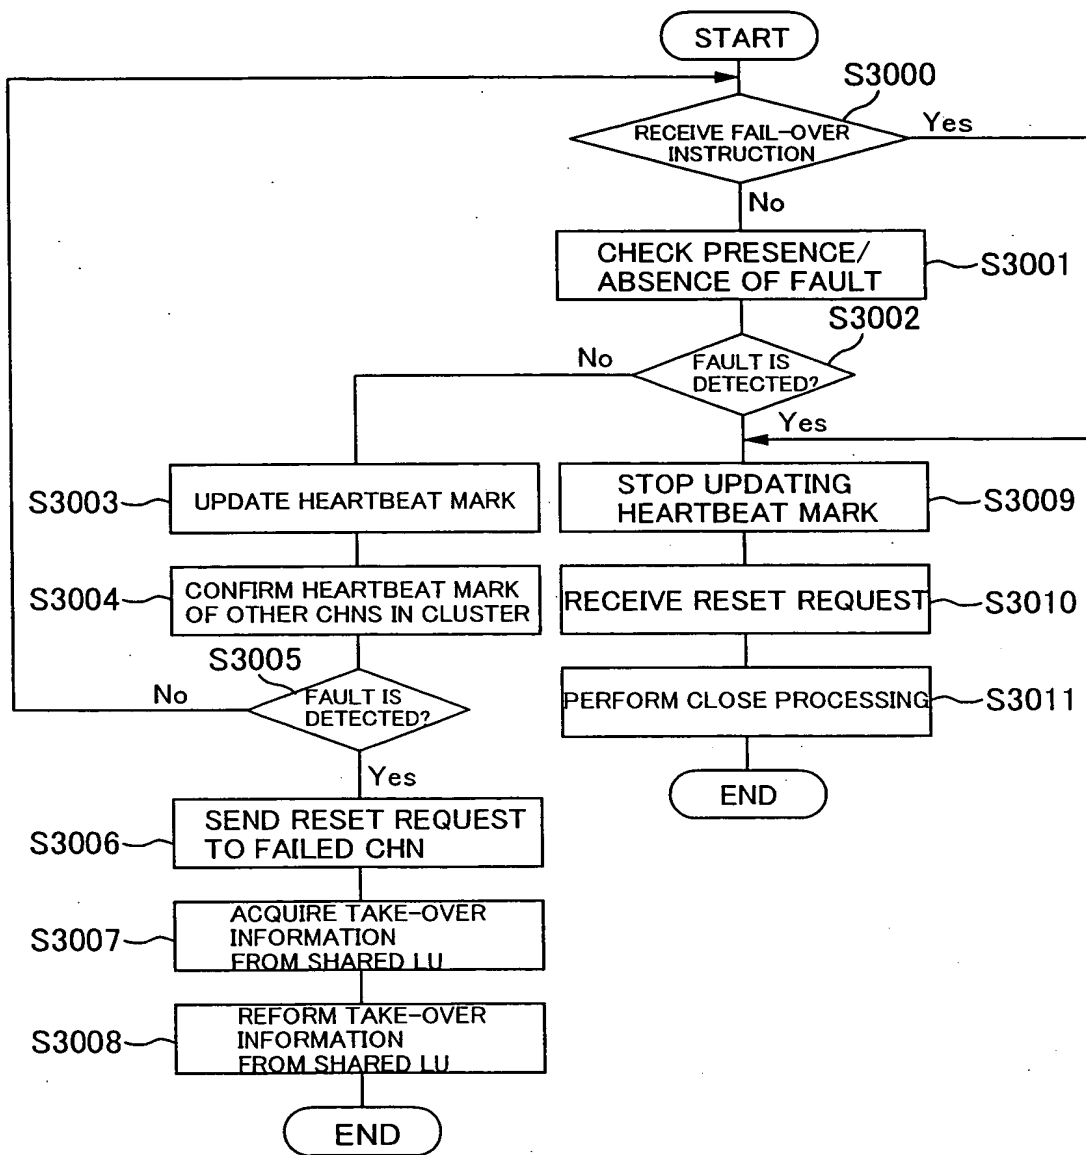 START
S3000
RECEIVE FAIL-OVER
INSTRUCTION
Yes
No
CHECK PRESENCE/
ABSENCE OF FAULT
S3001
S3002
No
FAULT IS
DETECTED?
Yes
S3003
UPDATE HEARTBEAT MARK
STOP UPDATING
HEARTBEAT MARK
S3009
S3004
CONFIRM HEARTBEAT MARK
OF OTHER CHNS IN CLUSTER
RECEIVE RESET REQUEST
S3010
S3005
No
FAULT IS
DETECTED?
Yes
PERFORM CLOSE PROCESSING
S3011
END
S3006
SEND RESET REQUEST
TO FAILED CHN
S3007
ACQUIRE TAKE-OVER
INFORMATION
FROM SHARED LU
S3008
REFORM TAKE-OVER
INFORMATION
FROM SHARED LU
END